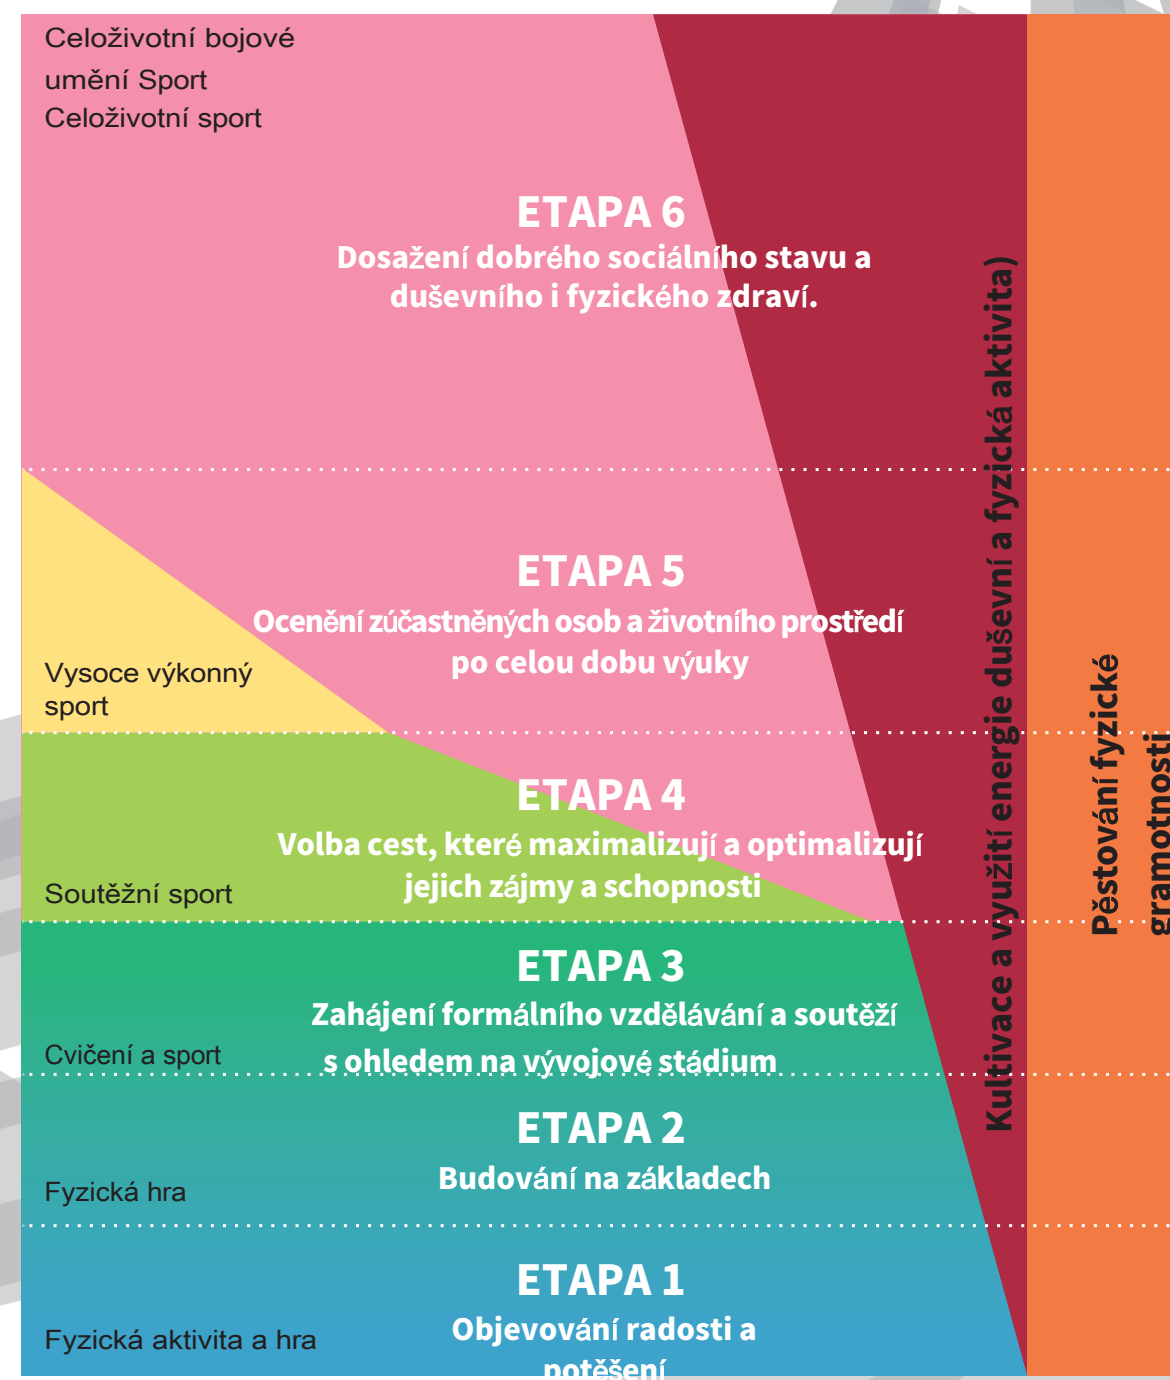 Celoživotní bojové
umění Sport
Celoživotní sport
ETAPA 6
Dosažení dobrého sociálního stavu a
duševního i fyzického zdraví.
ETAPA 5
Ocenění zúčastněných osob a životního prostředí
po celou dobu výuky
Vysoce výkonný
sport
ETAPA 4
Volba cest, které maximalizují a optimalizují
jejich zájmy a schopnosti
Soutěžní sport
ETAPA 3
Zahájení formálního vzdělávání a soutěží
s ohledem na vývojové stádium
Cvičení a sport
ETAPA 2
Budování na základech
Fyzická hra
ETAPA 1
Objevování radosti a
potěšení
Fyzická aktivita a hra
Kultivace a využití energie duševní a fyzická aktivita)
Pěstování fyzické
gramotnosti